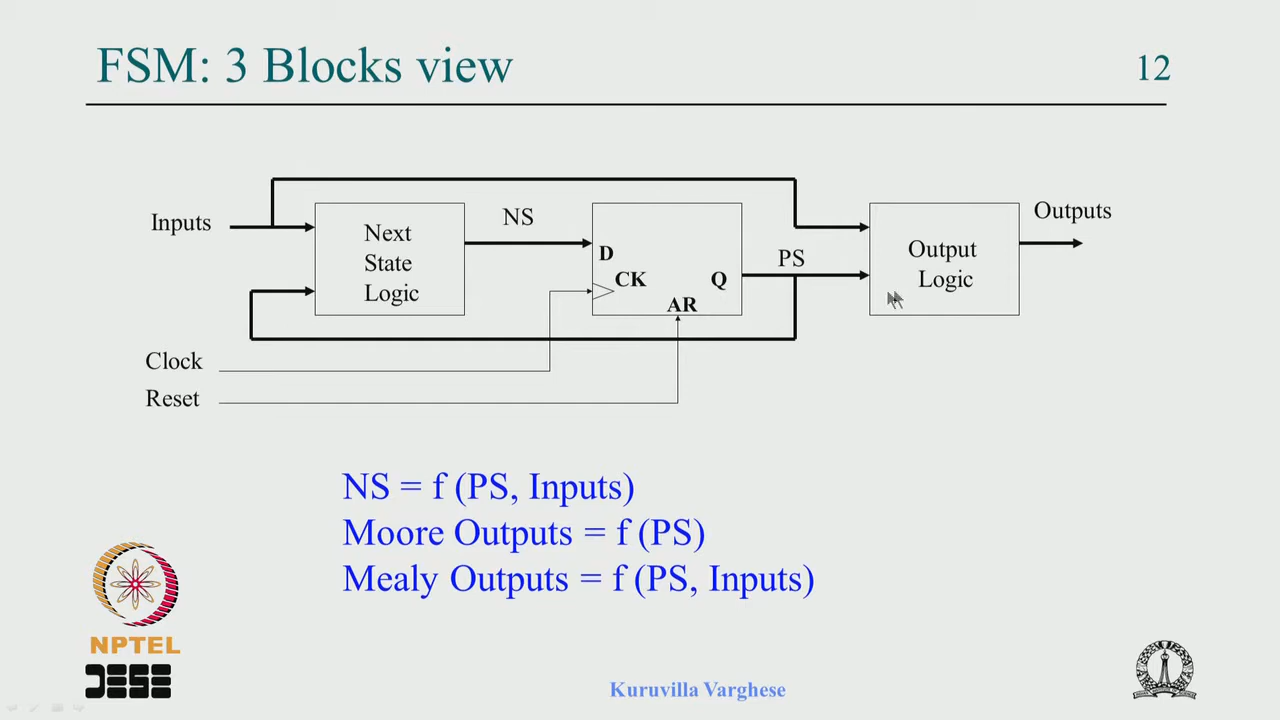 FSM: 3 Blocks view
12
Inputs
Next
State
Logic
NS
D
CK
Q
AR
PS
Output
Logic
Outputs
Clock
Reset
NS = f (PS, Inputs)
Moore Outputs = f (PS)
Mealy Outputs = f (PS, Inputs)
NPTEL
DESE
Kuruvilla Varghese